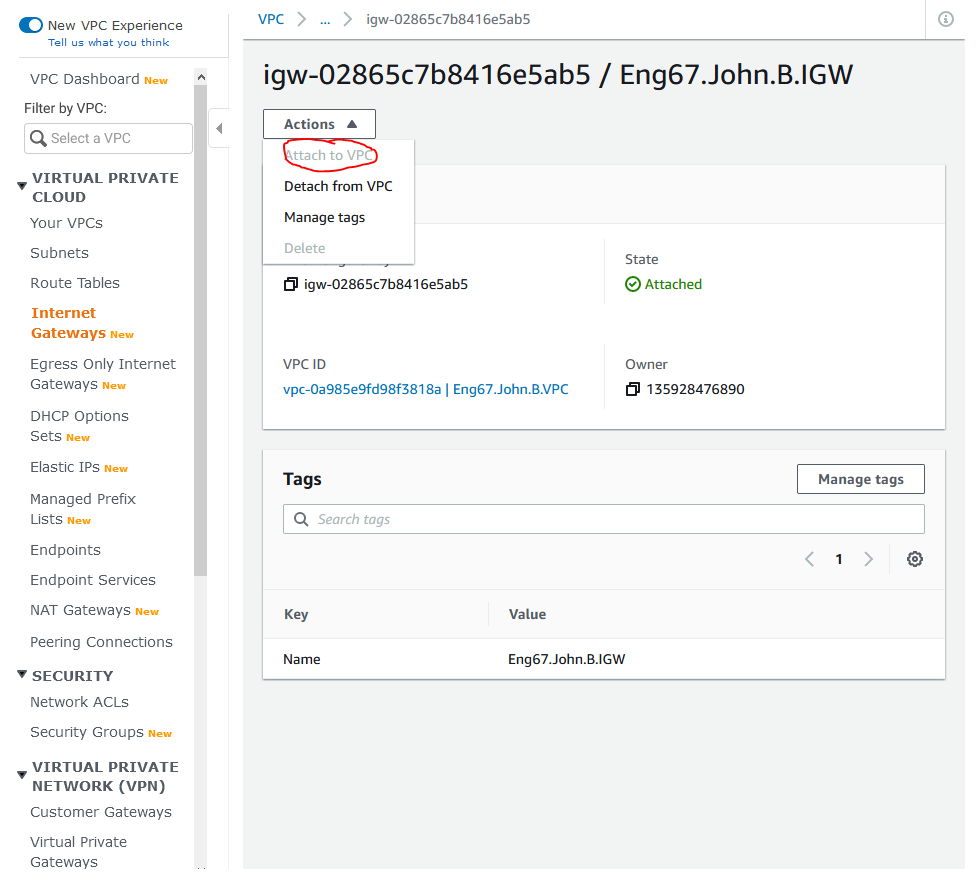 New VPC Experience
Tell us what you think
VPC Dashboard New
Filter by VPC:
Select a VPC
VIRTUAL PRIVATE
CLOUD
Your VPCs
Subnets
Route Tables
Internet
Gateways New
Egress Only Internet
Gateways New
DHCP Options
Sets New
Elastic IPs New
Managed Prefix
Lists New
Endpoints
Endpoint Services
NAT Gateways New
Peering Connections
SECURITY
Network ACLs
Security Groups New
VIRTUAL PRIVATE
NETWORK (VPN)
Customer Gateways
Virtual Private
Gateways
VPC > ... > igw-02865c7b8416e5ab5
igw-02865c7b8416e5ab5 / Eng67.John.B.IGW
Actions
Attach to VPC
Detach from VPC
Manage tags
Delete
igw-02865c7b8416e5ab5
State
Attached
VPC ID
vpc-0a985e9fd98f3818a | Eng67.John.B.VPC
Owner
135928476890
Tags
Manage tags
Search tags
1
Key Value
Name Eng67.John.B.IGW